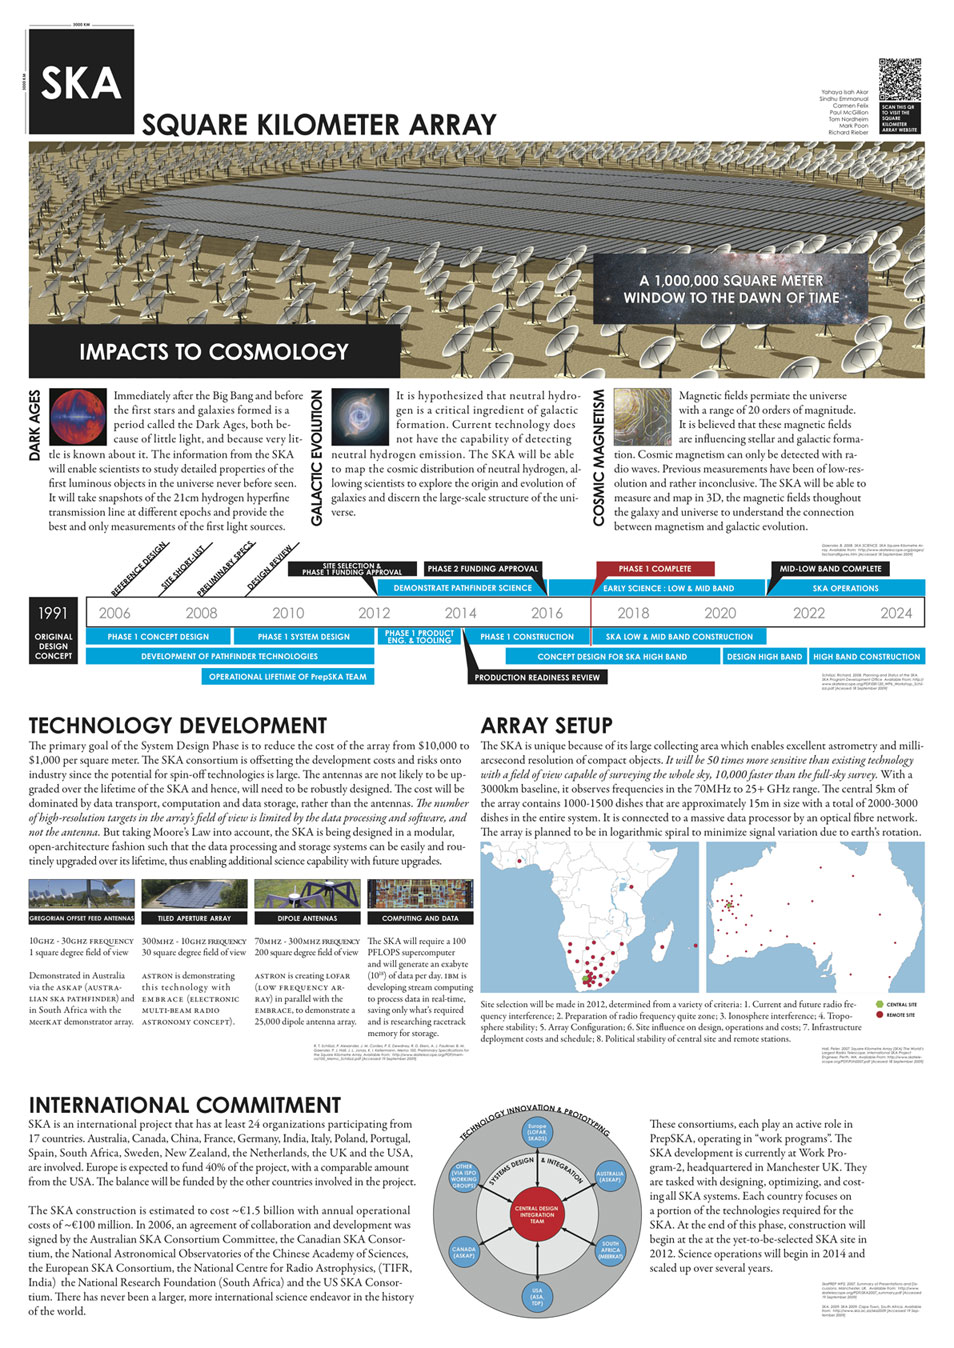 3000 KM
3000 KM
SKA
SQUARE KILOMETER ARRAY
Yahaya Isah Akar
Sindhu Emmanual
Carmen Felix
Paul McGillion
Tom Nordheim
Mark Poon
Richard Rieber
SCAN THIS QR
TO VISIT THE
SQUARE
KILOMETER
ARRAY WEBSITE
A 1,000,000 SQUARE METER
WINDOW TO THE DAWN OF TIME
IMPACTS TO COSMOLOGY
DARK AGES
Immediately after the Big Bang and before
the first stars and galaxies formed is a
period called the Dark Ages, both be-
cause of little light, and because very lit-
tle is known about it. The information from the SKA
will enable scientists to study detailed properties of the
first luminous objects in the universe never before seen.
It will take snapshots of the 21cm hydrogen hyperfine
transmission line at different epochs and provide the
best and only measurements of the first light sources.
GALACTIC EVOLUTION
It is hypothesized that neutral hydro-
gen is a critical ingredient of galactic
formation. Current technology does
not have the capability of detecting
neutral hydrogen emission. The SKA will be able
to map the cosmic distribution of neutral hydrogen, al-
lowing scientists to explore the origin and evolution of
galaxies and discern the large-scale structure of the uni-
verse.
COSMIC MAGNETISM
Magnetic fields permiate the universe
with a range of 20 orders of magnitude.
It is believed that these magnetic fields
are influencing stellar and galactic forma-
tion. Cosmic magnetism can only be detected with ra-
dio waves. Previous measurements have been of low-res-
olution and rather inconclusive. The SKA will be able to
measure and map in 3D, the magnetic fields thoughout
the galaxy and universe to understand the connection
between magnetism and galactic evolution.
REFERENCE DESIGN
SITE SHORT-LIST
PRELIMINARY SPECS
DESIGN REVIEW
SITE SELECTION &
PHASE 1 FUNDING APPROVAL
PHASE 2 FUNDING APPROVAL
PHASE 1 COMPLETE
MID-LOW BAND COMPLETE
DEMONSTRATE PATHFINDER SCIENCE
EARLY SCIENCE : LOW & MID BAND
SKA OPERATIONS
1991
2006
2008
2010
2012
2014
2016
2018
2020
2022
2024
ORIGINAL
DESIGN
CONCEPT
PHASE 1 CONCEPT DESIGN
PHASE 1 SYSTEM DESIGN
PHASE 1 PRODUCT
ENG. & TOOLING
PHASE 1 CONSTRUCTION
SKA LOW & MID BAND CONSTRUCTION
DEVELOPMENT OF PATHFINDER TECHNOLOGIES
CONCEPT DESIGN FOR SKA HIGH BAND
DESIGN HIGH BAND
HIGH BAND CONSTRUCTION
OPERATIONAL LIFETIME OF PrepSKA TEAM
PRODUCTION READINESS REVIEW
TECHNOLOGY DEVELOPMENT
The primary goal of the System Design Phase is to reduce the cost of the array from $10,000 to
$1,000 per square meter. The SKA consortium is offsetting the development costs and risks onto
industry since the potential for spin-off technologies is large. The antennas are not likely to be up-
graded over the lifetime of the SKA and hence, will need to be robustly designed. The cost will be
dominated by data transport, computation and data storage, rather than the antennas. The number
of high-resolution targets in the array's field of view is limited by the data processing and software, and
not the antenna. But taking Moore's Law into account, the SKA is being designed in a modular,
open-architecture fashion such that the data processing and storage systems can be easily and rou-
tinely upgraded over its lifetime, thus enabling additional science capability with future upgrades.
GREGORIAN OFFSET FEED ANTENNAS
10GHZ - 30GHZ FREQUENCY
1 square degree field of view
Demonstrated in Australia
via the ASKAP (AUSTRA-
LIAN SKA PATHFINDER) and
in South Africa with the
MeerKAT demonstrator array.
TILED APERTURE ARRAY
300MHZ - 10GHZ FREQUENCY
30 square degree field of view
ASTRON is demonstrating
this technology with
EMBRACE (ELECTRONIC
MULTI-BEAM RADIO
ASTRONOMY CONCEPT).
DIPOLE ANTENNAS
70MHZ - 300MHZ FREQUENCY
200 square degree field of view
ASTRON is creating LOFAR
(LOW FREQUENCY AR-
RAY) in parallel with the
EMBRACE, to demonstrate a
25,000 dipole antenna array.
COMPUTING AND DATA
The SKA will require a 100
PFLOPS supercomputer
and will generate an exabyte
(10¹⁸) of data per day. IBM is
developing stream computing
to process data in real-time,
saving only what's required
and is researching racetrack
memory for storage.
ARRAY SETUP
The SKA is unique because of its large collecting area which enables excellent astrometry and milli-
arcsecond resolution of compact objects. It will be 50 times more sensitive than existing technology
with a field of view capable of surveying the whole sky, 10,000 faster than the full-sky survey. With a
3000km baseline, it observes frequencies in the 70MHz to 25+ GHz range. The central 5km of
the array contains 1000-1500 dishes that are approximately 15m in size with a total of 2000-3000
dishes in the entire system. It is connected to a massive data processor by an optical fibre network.
The array is planned to be in logarithmic spiral to minimize signal variation due to earth's rotation.
Site selection will be made in 2012, determined from a variety of criteria: 1. Current and future radio fre-
quency interference; 2. Preparation of radio frequency quite zone; 3. Ionosphere interference; 4. Tropo-
sphere stability; 5. Array Configuration; 6. Site influence on design, operations and costs; 7. Infrastructure
deployment costs and schedule; 8. Political stability of central site and remote stations.
CENTRAL SITE
REMOTE SITE
INTERNATIONAL COMMITMENT
SKA is an international project that has at least 24 organizations participating from
17 countries. Australia, Canada, China, France, Germany, India, Italy, Poland, Portugal,
Spain, South Africa, Sweden, New Zealand, the Netherlands, the UK and the USA,
are involved. Europe is expected to fund 40% of the project, with a comparable amount
from the USA. The balance will be funded by the other countries involved in the project.
The SKA construction is estimated to cost ~€1.5 billion with annual operational
costs of ~€100 million. In 2006, an agreement of collaboration and development was
signed by the Australian SKA Consortium Committee, the Canadian SKA Consor-
tium, the National Astronomical Observatories of the Chinese Academy of Sciences,
the European SKA Consortium, the National Centre for Radio Astrophysics, (TIFR,
India) the National Research Foundation (South Africa) and the US SKA Consor-
tium. There has never been a larger, more international science endeavor in the history
of the world.
TECHNOLOGY INNOVATION & PROTOTYPING
SYSTEMS DESIGN & INTEGRATION
Europe
(LOFAR
SKADS)
OTHER
(VIA ISPO
WORKING
GROUPS)
AUSTRALIA
(ASKAP)
CENTRAL DESIGN
INTEGRATION
TEAM
CANADA
(ASKAP)
SOUTH
AFRICA
(MEERKAT)
USA
(ASA,
TDP)
These consortiums, each play an active role in
PrepSKA, operating in "work programs". The
SKA development is currently at Work Pro-
gram-2, headquartered in Manchester UK. They
are tasked with designing, optimizing, and cost-
ing all SKA systems. Each country focuses on
a portion of the technologies required for the
SKA. At the end of this phase, construction will
begin at the at the yet-to-be-selected SKA site in
2012. Science operations will begin in 2014 and
scaled up over several years.